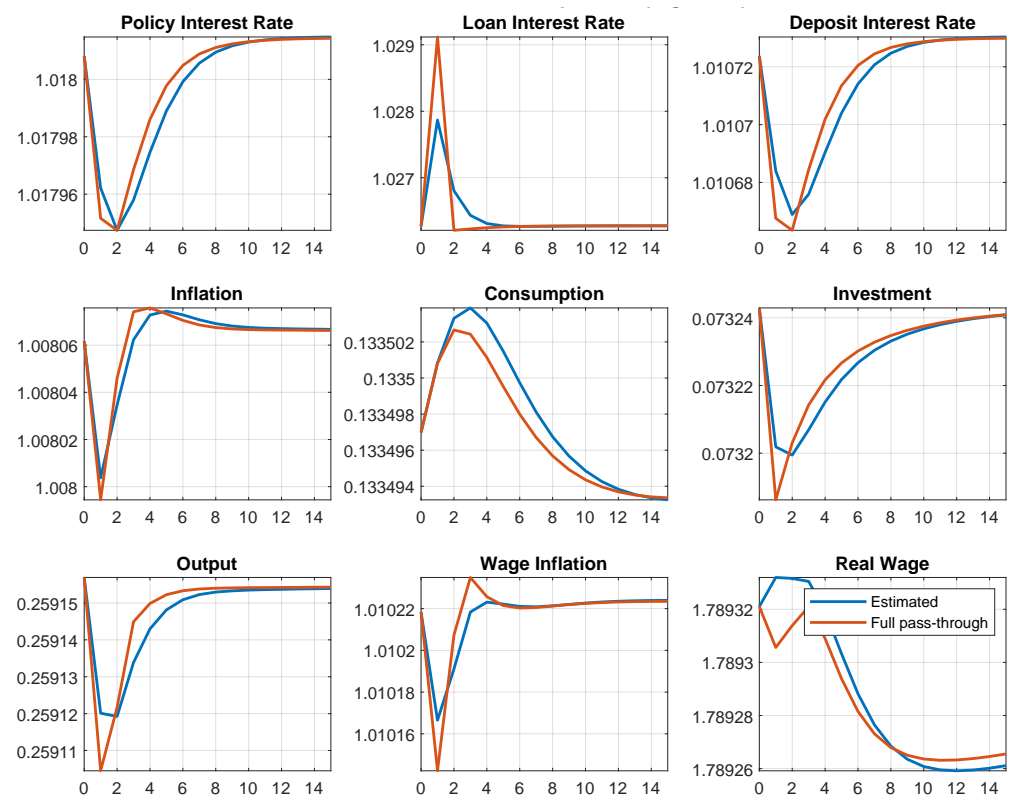 Policy Interest Rate
1.018
1.01798
1.01796
0 2 4 6 8 10 12 14
Loan Interest Rate
1.029
1.028
1.027
0 2 4 6 8 10 12 14
Deposit Interest Rate
1.01072
1.0107
1.01068
0 2 4 6 8 10 12 14
Inflation
1.00806
1.00804
1.00802
1.008
0 2 4 6 8 10 12 14
Consumption
0.133502
0.1335
0.133498
0.133496
0.133494
0 2 4 6 8 10 12 14
Investment
0.07324
0.07322
0.0732
0 2 4 6 8 10 12 14
Output
0.25915
0.25914
0.25913
0.25912
0.25911
0 2 4 6 8 10 12 14
Wage Inflation
1.01022
1.0102
1.01018
1.01016
0 2 4 6 8 10 12 14
Real Wage
1.78932
1.7893
1.78928
1.78926
0 2 4 6 8 10 12 14
Estimated
Full pass-through